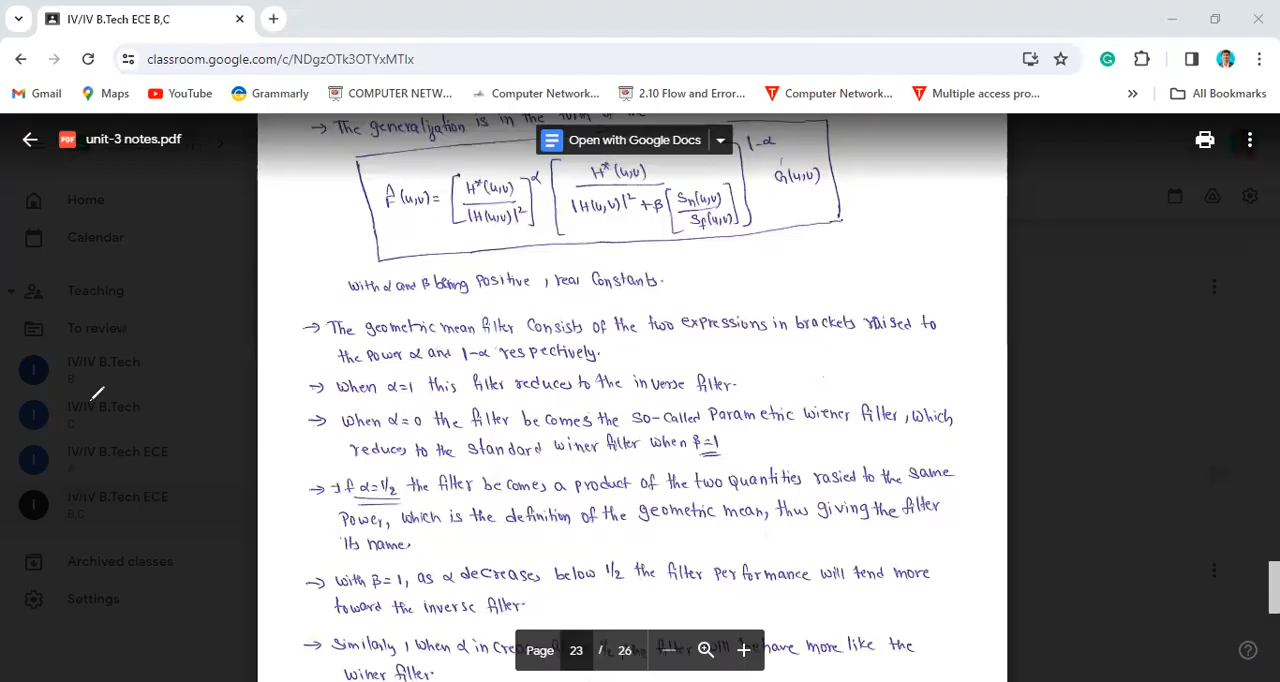 IV/IV B.Tech ECE B,C
classroom.google.com/c/NDgzOTk3OTYxMTIx
Gmail
Maps
YouTube
Grammarly
COMPUTER NETW...
Computer Network...
2.10 Flow and Error...
Computer Network...
Multiple access pro...
All Bookmarks
unit-3 notes.pdf
Open with Google Docs
Home
Calendar
Teaching
To review
IV/IV B.Tech
B
IV/IV B.Tech
C
IV/IV B.Tech ECE
A
IV/IV B.Tech ECE
B,C
Archived classes
Settings
→ The generalization is in the form of the
F̂(u,v) = [H*(u,v) / |H(u,v)|²]^α [H*(u,v) / |H(u,v)|² + β [Sn(u,v) / Sf(u,v)]]^1-α G(u,v)
with α and β being positive, real constants.
→ The geometric mean filter consists of the two expressions in brackets raised to
the power α and 1-α respectively.
→ When α=1 this filter reduces to the inverse filter.
→ When α=0 the filter becomes the so-called Parametric wiener filter, which
reduces to the standard winer filter when β=1
→ If α=1/2 the filter becomes a product of the two quantities rasied to the same
power, which is the definition of the geometric mean, thus giving the filter
its name.
→ with β=1, as α decreases below 1/2 the filter performance will tend more
toward the inverse filter.
→ Similarly, when α in
have more like the
winer filter.
Page 23 / 26